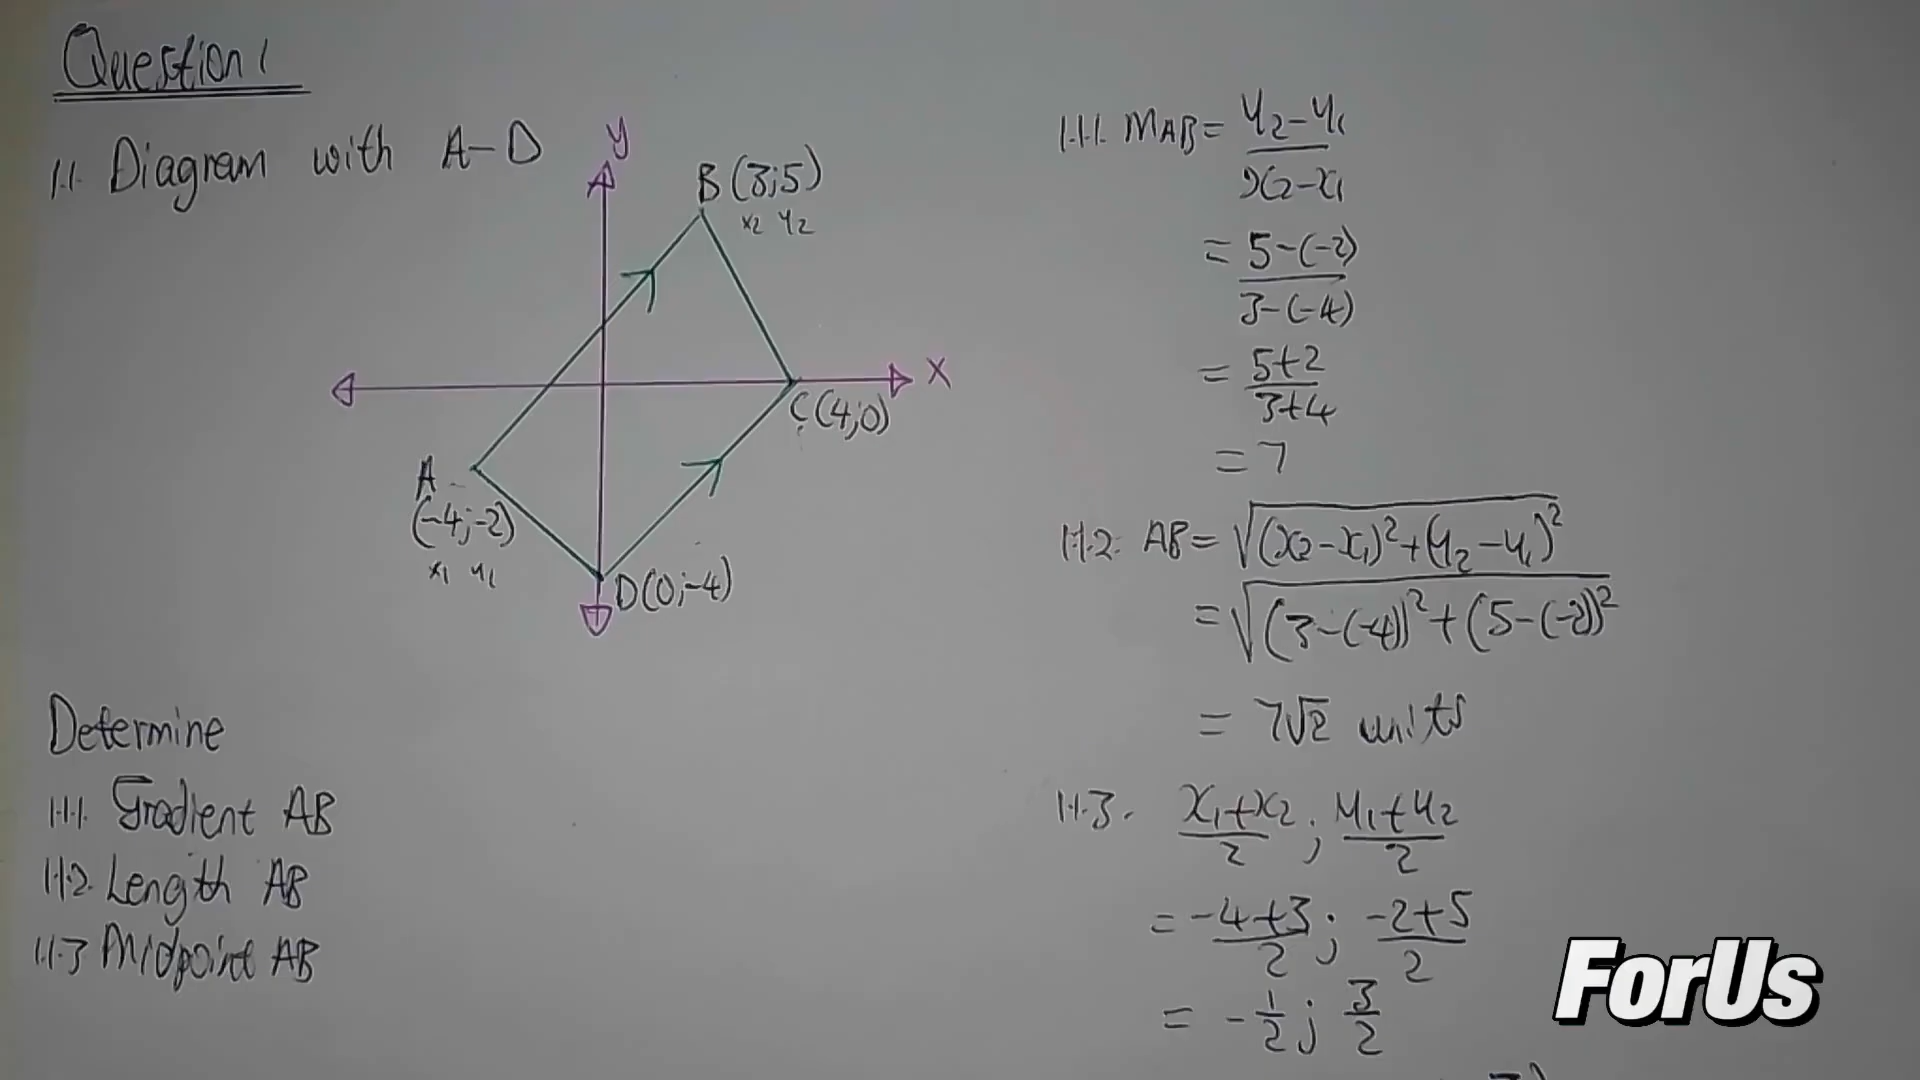 Question 1
1.1. Diagram with A-D
y
B (3;5)
x2 y2
x
C(4;0)
A
(-4;-2)
x1 y1
D(0;-4)
Determine
1.1.1. Gradient AB
1.1.2. Length AB
1.1.3 Midpoint AB
1.1.1. MAB = y2-y1
x2-x1
= 5-(-2)
3-(-4)
= 5+2
3+4
= 7
1.1.2. AB = √(x2-x1)²+(y2-y1)²
= √(3-(-4))²+(5-(-2))²
= 7√2 units
1.1.3. x1+x2 ; y1+y2
2 2
= -4+3 ; -2+5
2 2
= -1/2 ; 3/2
ForUs